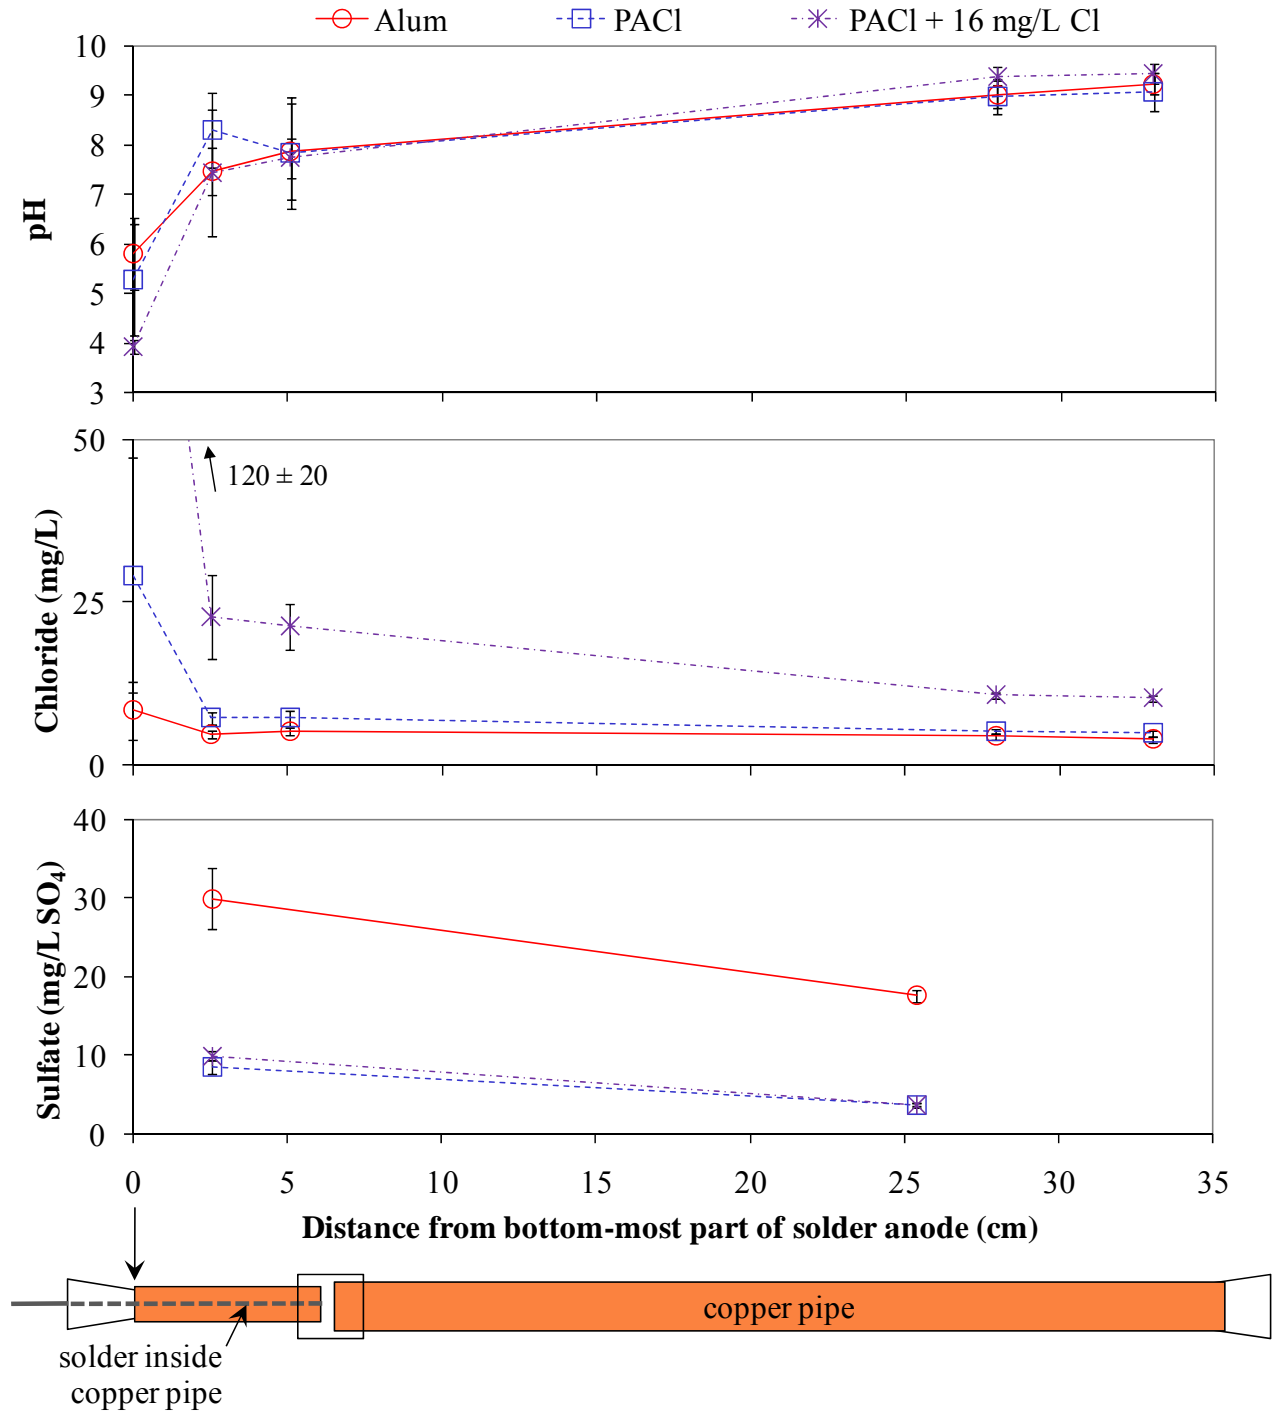 Alum PACl PACl + 16 mg/L Cl
10
9
8
7
6
5
4
3
pH
50
25
0
Chloride (mg/L)
120 ± 20
40
30
20
10
0
Sulfate (mg/L SO₄)
0 5 10 15 20 25 30 35
Distance from bottom-most part of solder anode (cm)
copper pipe
solder inside
copper pipe